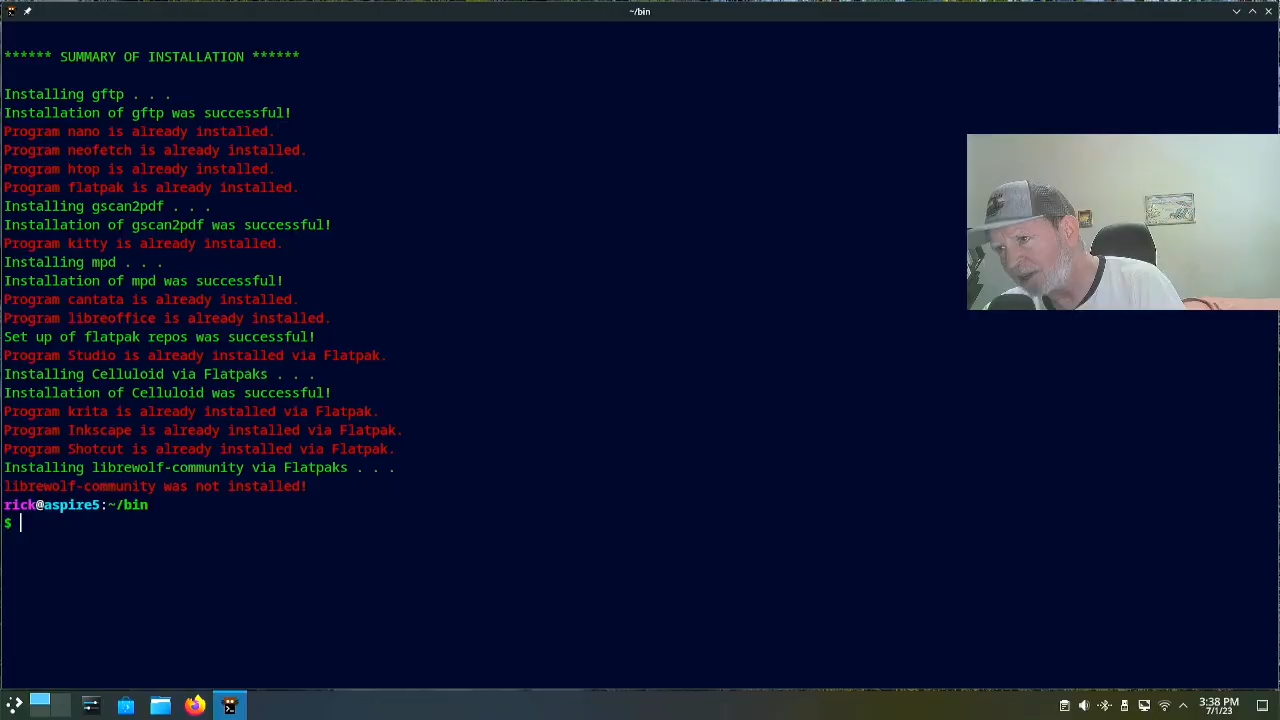 ~/bin
****** SUMMARY OF INSTALLATION ******
Installing gftp . . .
Installation of gftp was successful!
Program nano is already installed.
Program neofetch is already installed.
Program htop is already installed.
Program flatpak is already installed.
Installing gscan2pdf . . .
Installation of gscan2pdf was successful!
Program kitty is already installed.
Installing mpd . . .
Installation of mpd was successful!
Program cantata is already installed.
Program libreoffice is already installed.
Set up of flatpak repos was successful!
Program Studio is already installed via Flatpak.
Installing Celluloid via Flatpaks . . .
Installation of Celluloid was successful!
Program krita is already installed via Flatpak.
Program Inkscape is already installed via Flatpak.
Program Shotcut is already installed via Flatpak.
Installing librewolf-community via Flatpaks . . .
librewolf-community was not installed!
rick@aspire5:~/bin
$
3:38 PM
7/1/23